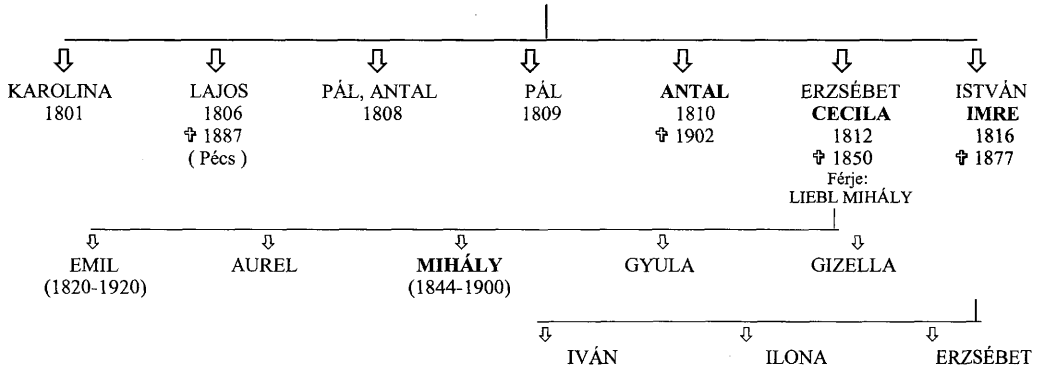 KAROLINA LAJOS PÁL, ANTAL PÁL ANTAL ERZSÉBET ISTVÁN
1801 1806 1808 1809 1810 CECILA IMRE
✞ 1887 ✞ 1902 1812 1816
( Pécs ) ✞ 1850 ✞ 1877
Férje:
LIEBL MIHÁLY
EMIL AUREL MIHÁLY GYULA GIZELLA
(1820-1920) (1844-1900)
IVÁN ILONA ERZSÉBET